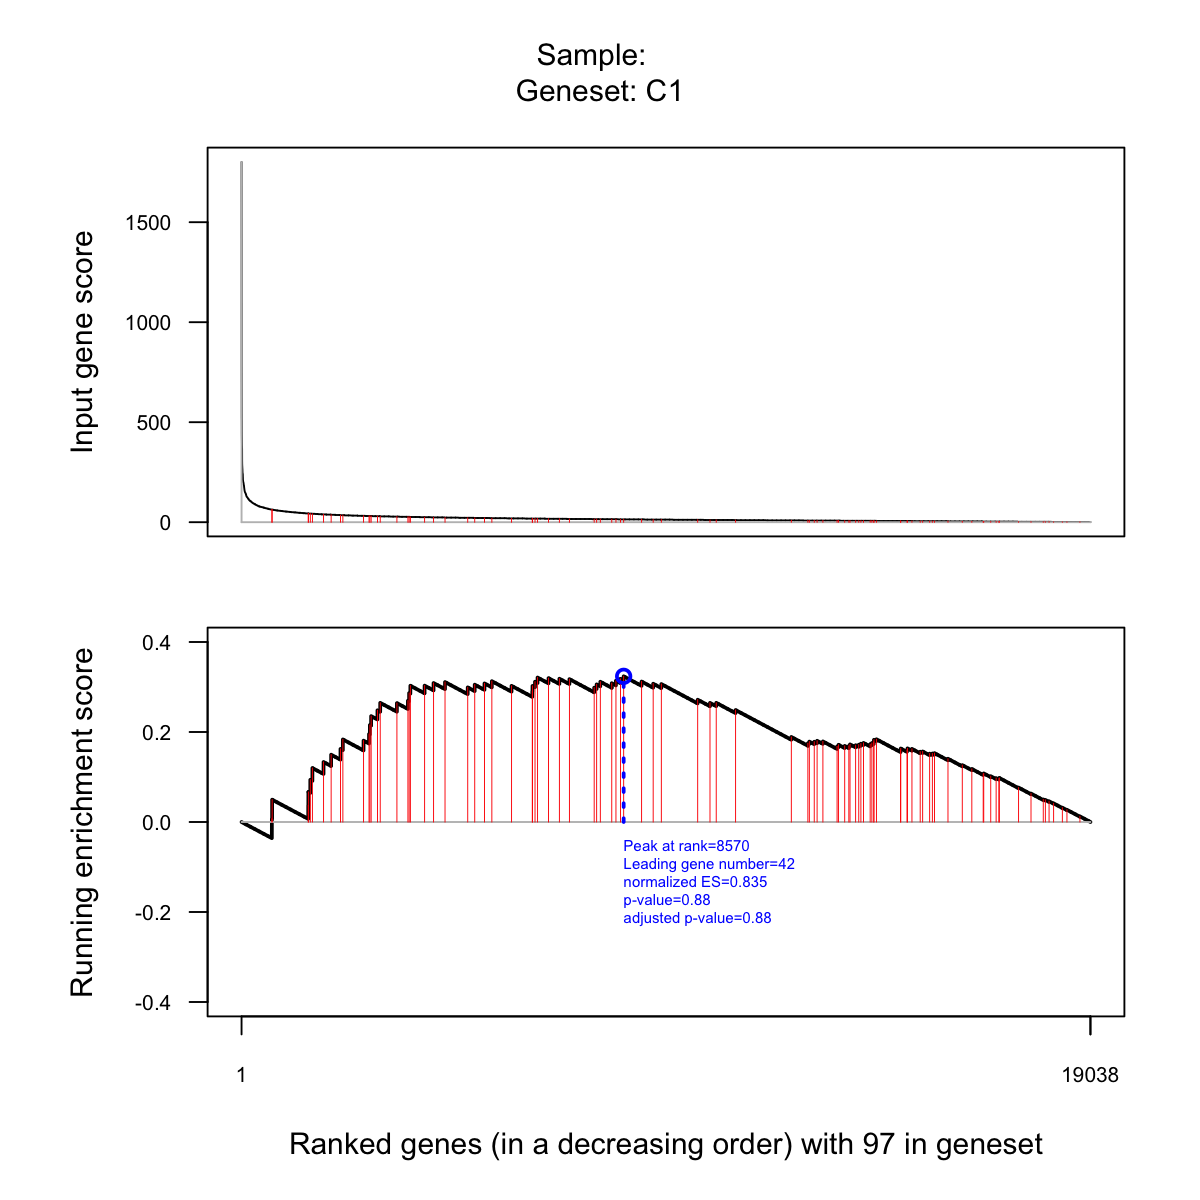 Sample:
Geneset: C1
Input gene score
1500
1000
500
0
Running enrichment score
0.4
0.2
0.0
-0.2
-0.4
Peak at rank=8570
Leading gene number=42
normalized ES=0.835
p-value=0.88
adjusted p-value=0.88
1
19038
Ranked genes (in a decreasing order) with 97 in geneset